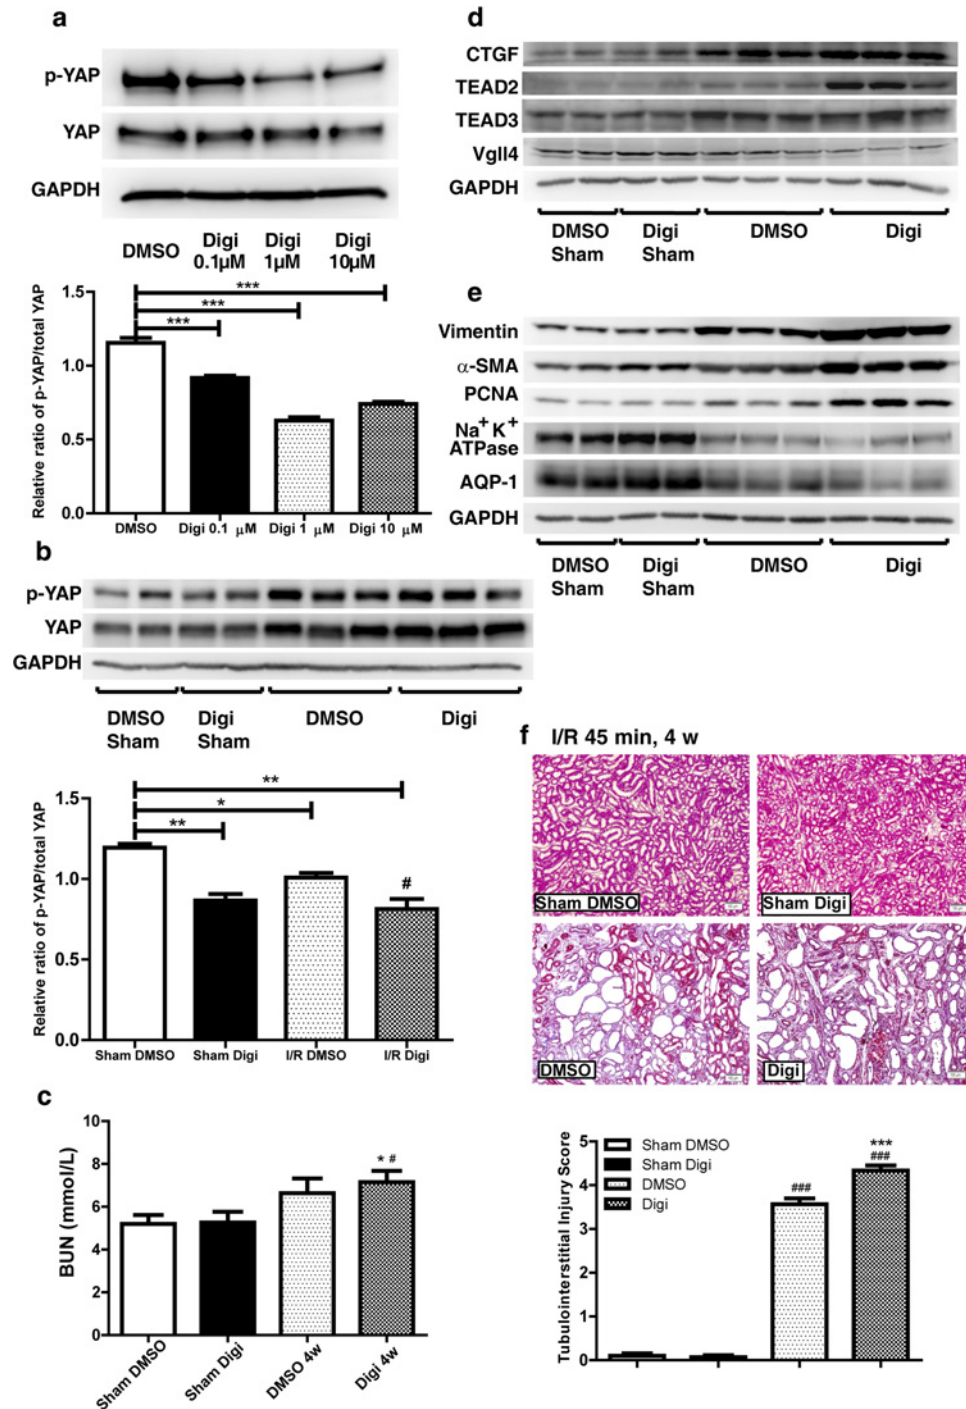 a
p-YAP
YAP
GAPDH
DMSO
Digi 0.1µM
Digi 1µM
Digi 10µM
Relative ratio of p-YAP/total YAP
1.5
1.0
0.5
0.0
***
***
***
DMSO
Digi 0.1 µM
Digi 1 µM
Digi 10 µM
b
p-YAP
YAP
GAPDH
DMSO Sham
Digi Sham
DMSO
Digi
Relative ratio of p-YAP/total YAP
1.5
1.0
0.5
0.0
**
*
**
#
Sham DMSO
Sham Digi
I/R DMSO
I/R Digi
c
BUN (mmol/L)
10
8
6
4
2
0
* #
Sham DMSO
Sham Digi
DMSO 4w
Digi 4w
d
CTGF
TEAD2
TEAD3
Vgll4
GAPDH
DMSO Sham
Digi Sham
DMSO
Digi
e
Vimentin
α-SMA
PCNA
Na+ K+
ATPase
AQP-1
GAPDH
DMSO Sham
Digi Sham
DMSO
Digi
f I/R 45 min, 4 w
Sham DMSO
Sham Digi
DMSO
Digi
Tubulointerstitial Injury Score
5
4
3
2
1
0
Sham DMSO
Sham Digi
DMSO
Digi
###
***
###